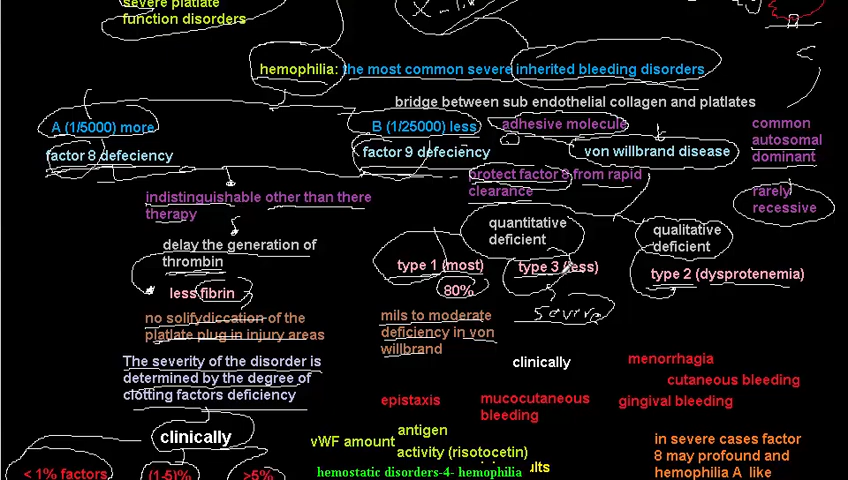 severe platlate
function disorders
hemophilia: the most common severe inherited bleeding disorders
bridge between sub endothelial collagen and platlates
A (1/5000) more
B (1/25000) less
adhesive molecule
common
autosomal
dominant
factor 8 defeciency
factor 9 defeciency
von willbrand disease
protect factor 8 from rapid
clearance
rarely
recessive
indistinguishable other than there
therapy
quantitative
deficient
qualitative
deficient
delay the generation of
thrombin
type 1 (most)
type 3 (less)
type 2 (dysprotenemia)
less fibrin
80%
severe
no solifydiccation of the
platlate plug in injury areas
mils to moderate
deficiency in von
willbrand
The severity of the disorder is
determined by the degree of
clotting factors deficiency
clinically
menorrhagia
cutaneous bleeding
epistaxis
mucocutaneous
bleeding
gingival bleeding
clinically
vWF amount
antigen
activity (risotocetin)
in severe cases factor
8 may profound and
hemophilia A like
< 1% factors
(1-5)%
>5%
hemostatic disorders-4- hemophilia